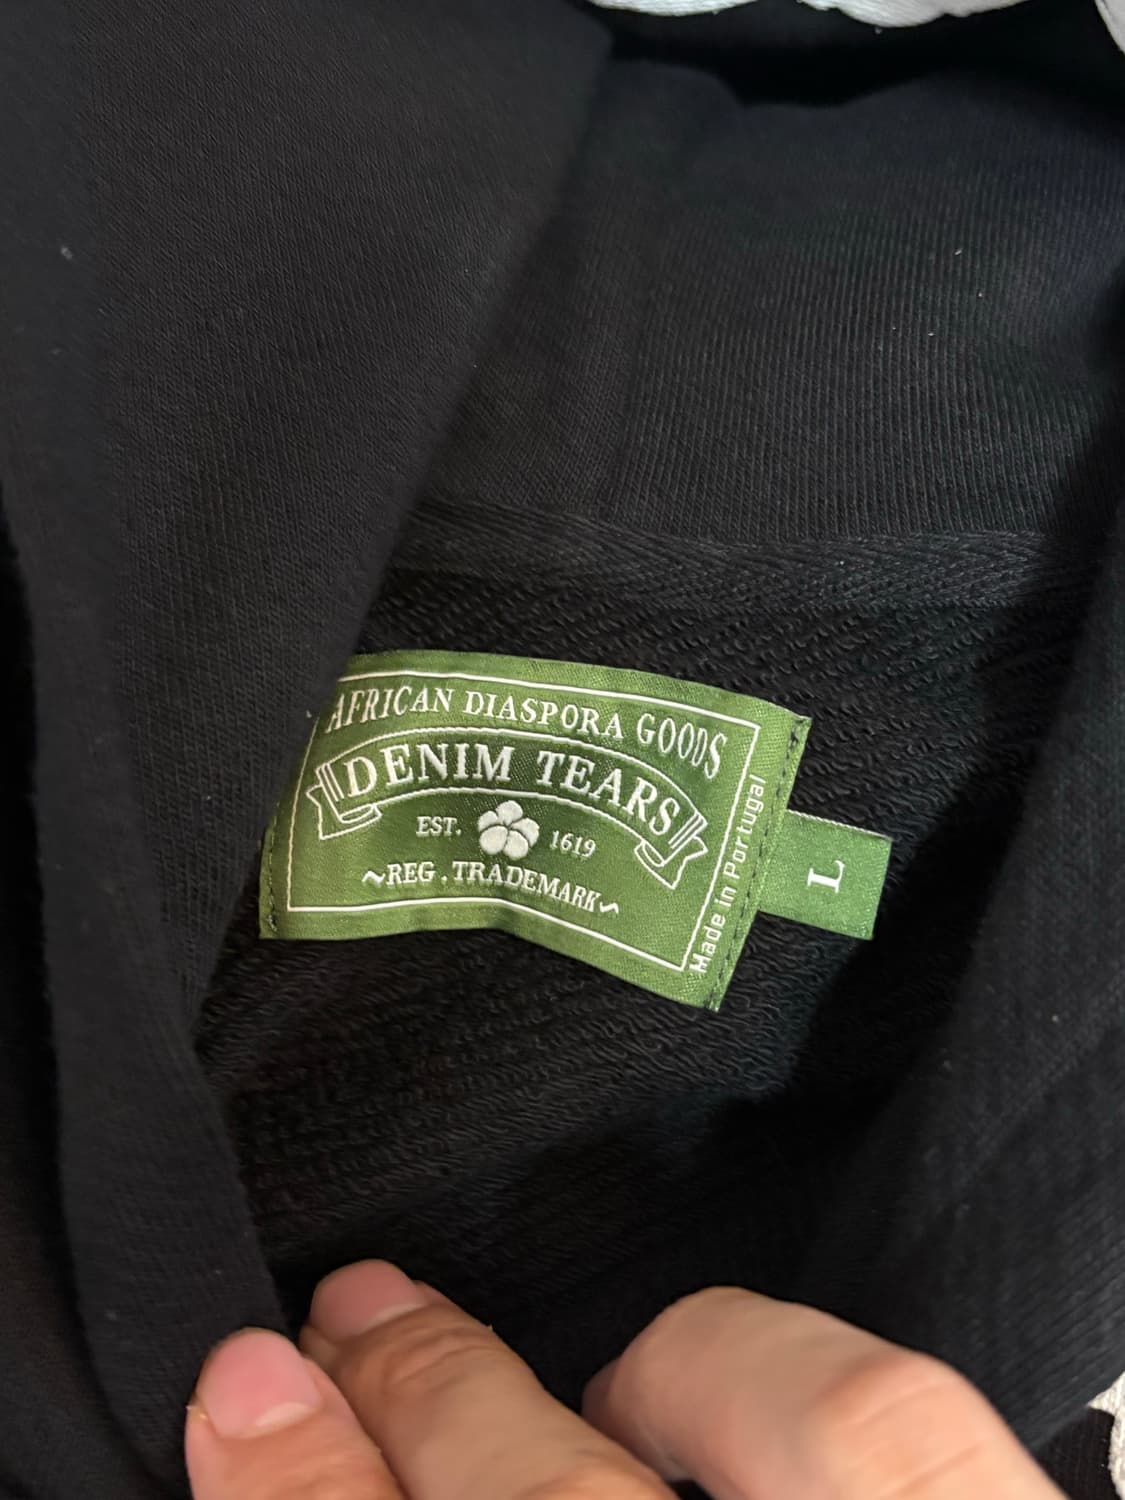 AFRICAN DIASPORA GOODS
DENIM TEARS
EST. 1619
~REG. TRADEMARK~
Made in Portugal
L